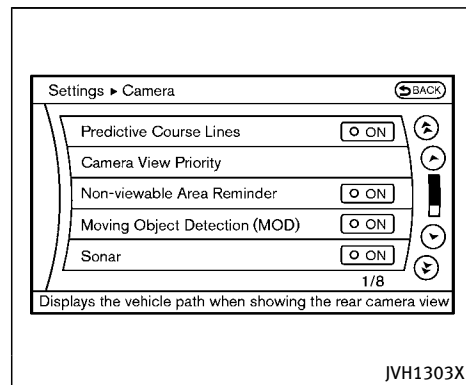 Settings ▸ Camera BACK
Predictive Course Lines ON
Camera View Priority
Non-viewable Area Reminder ON
Moving Object Detection (MOD) ON
Sonar ON
1/8
Displays the vehicle path when showing the rear camera view
JVH1303X